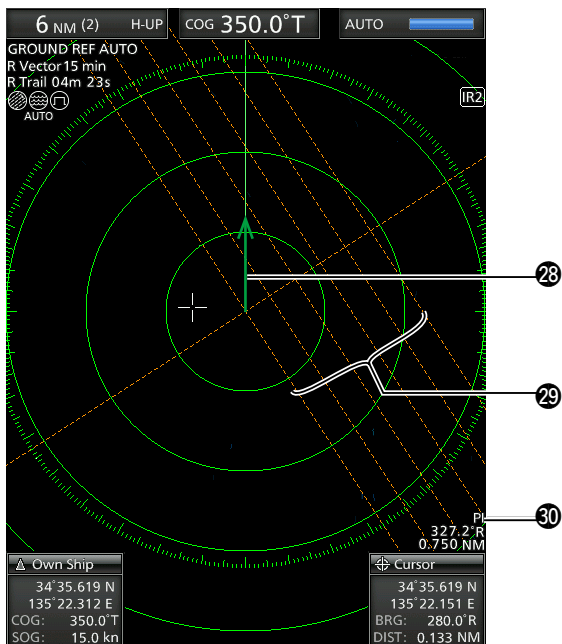 6 NM (2) H-UP COG 350.0°T AUTO
GROUND REF AUTO
R Vector 15 min
R Trail 04m 23s
IR2
AUTO
28
29
30
PI
327.2°R
0.750 NM
Own Ship
34°35.619 N
135°22.312 E
COG: 350.0°T
SOG: 15.0 kn
Cursor
34°35.619 N
135°22.151 E
BRG: 280.0°R
DIST: 0.133 NM